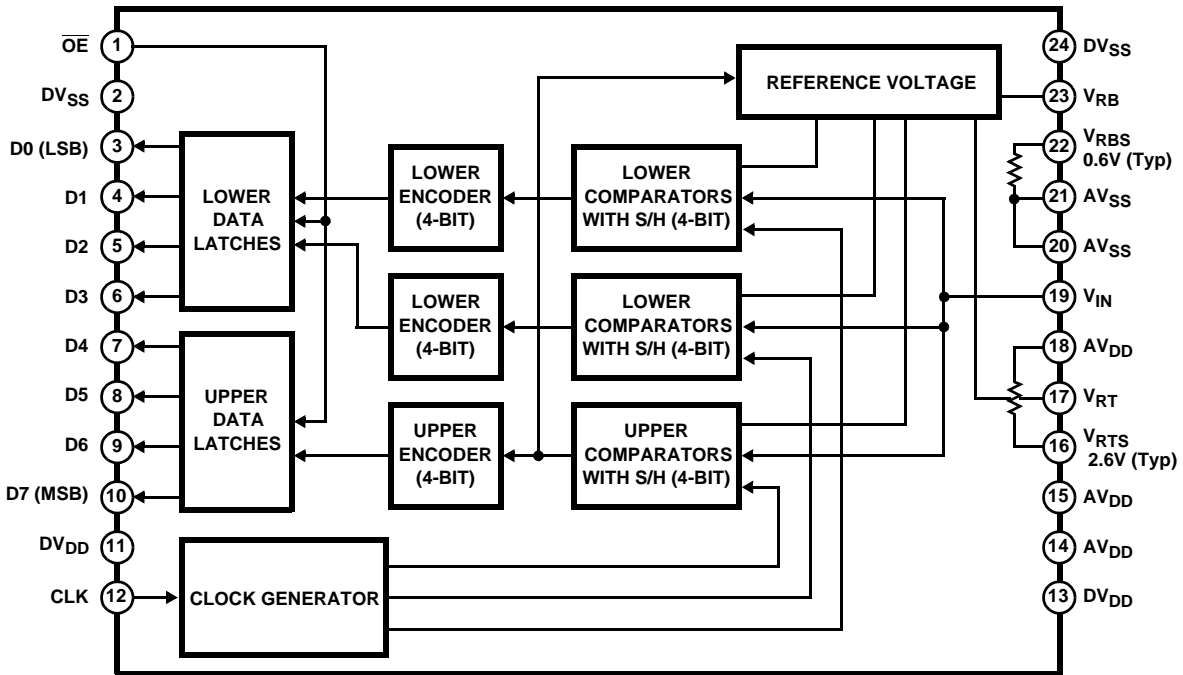 OE
1
DVSS
2
D0 (LSB)
3
D1
4
D2
5
D3
6
D4
7
D5
8
D6
9
D7 (MSB)
10
DVDD
11
CLK
12
LOWER
DATA
LATCHES
UPPER
DATA
LATCHES
CLOCK GENERATOR
LOWER
ENCODER
(4-BIT)
LOWER
ENCODER
(4-BIT)
UPPER
ENCODER
(4-BIT)
LOWER
COMPARATORS
WITH S/H (4-BIT)
LOWER
COMPARATORS
WITH S/H (4-BIT)
UPPER
COMPARATORS
WITH S/H (4-BIT)
REFERENCE VOLTAGE
24
DVSS
23
VRB
22
VRBS
0.6V (Typ)
21
AVSS
20
AVSS
19
VIN
18
AVDD
17
VRT
16
VRTS
2.6V (Typ)
15
AVDD
14
AVDD
13
DVDD